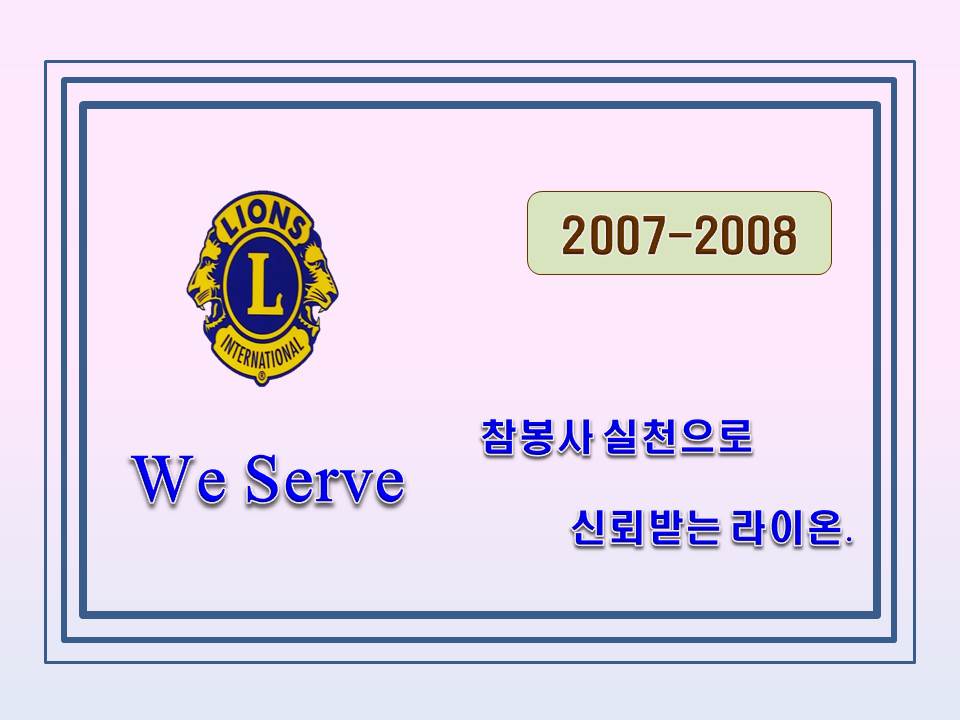 LIONS
L
INTERNATIONAL
®
2007-2008
We Serve
참봉사 실천으로
신뢰받는 라이온.